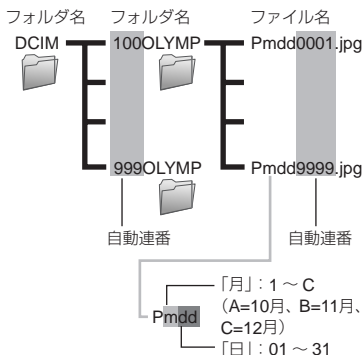 フォルダ名 フォルダ名 ファイル名
DCIM 100OLYMP Pmdd0001.jpg
999OLYMP Pmdd9999.jpg
自動連番 自動連番
「月」：1 ～ C
Pmdd （A=10月、B=11月、
C=12月）
「日」：01 ～ 31